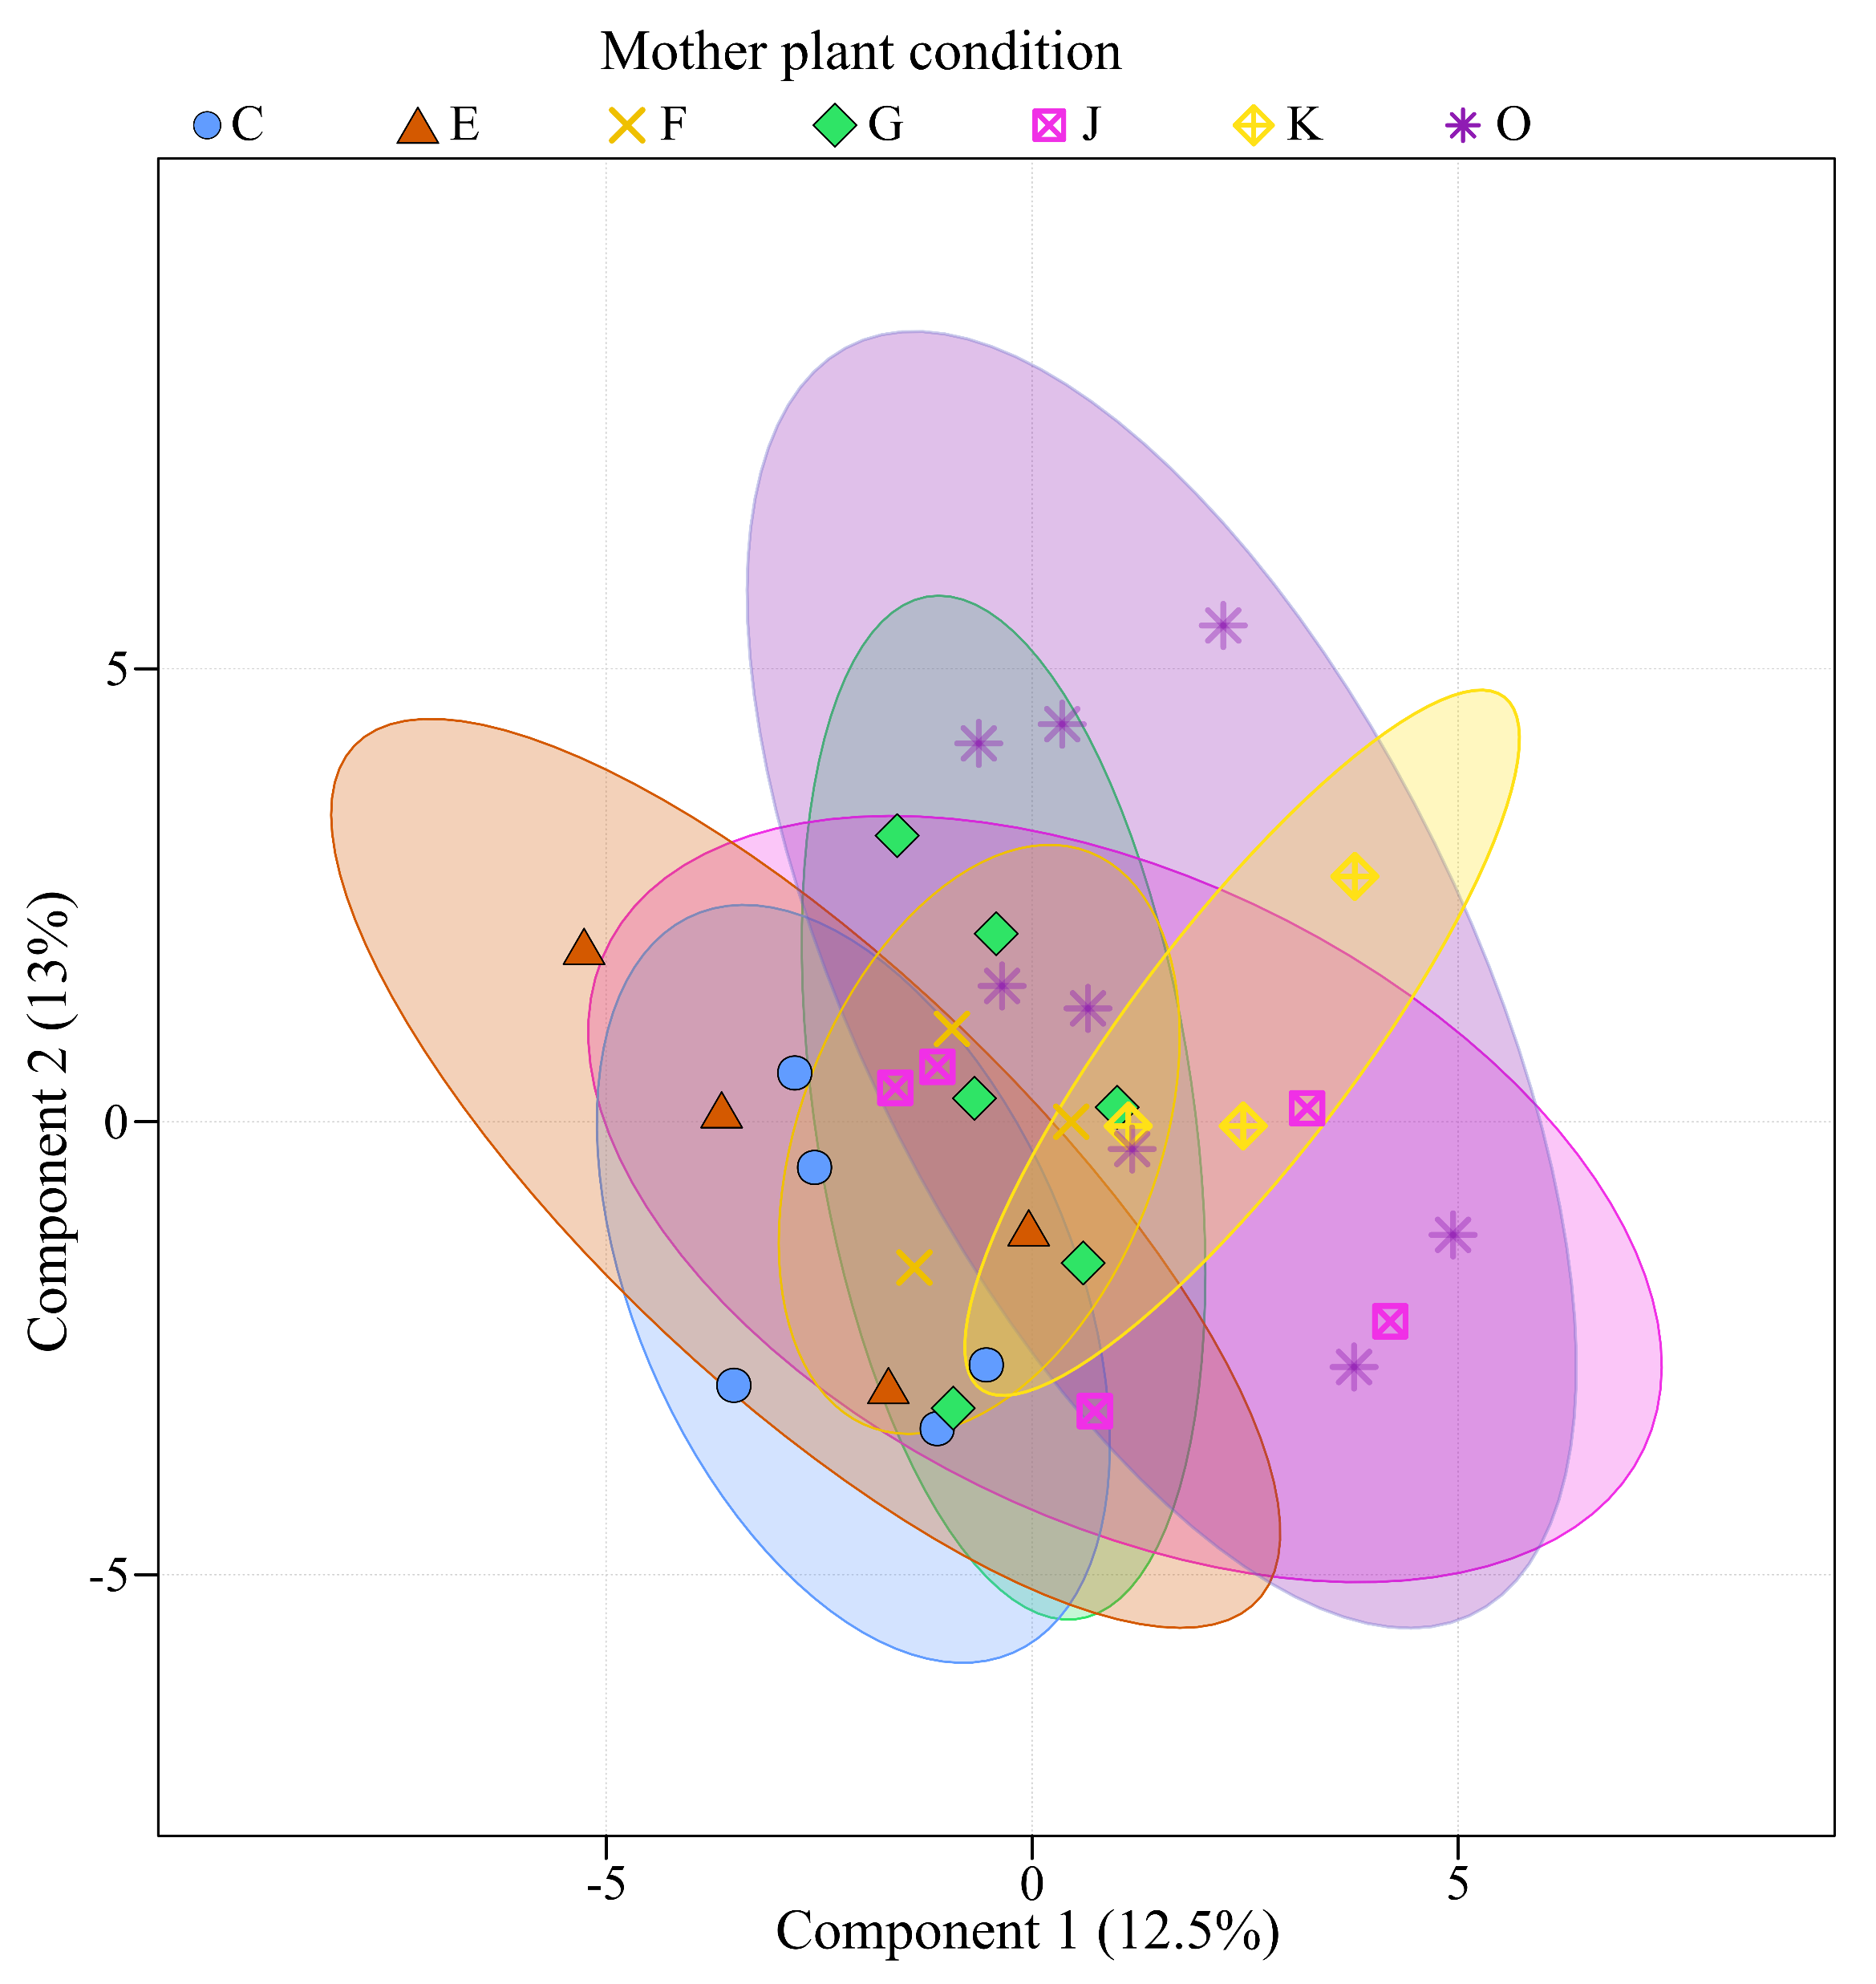 Mother plant condition
C E F G J K O
5
0
-5
Component 2 (13%)
-5 0 5
Component 1 (12.5%)